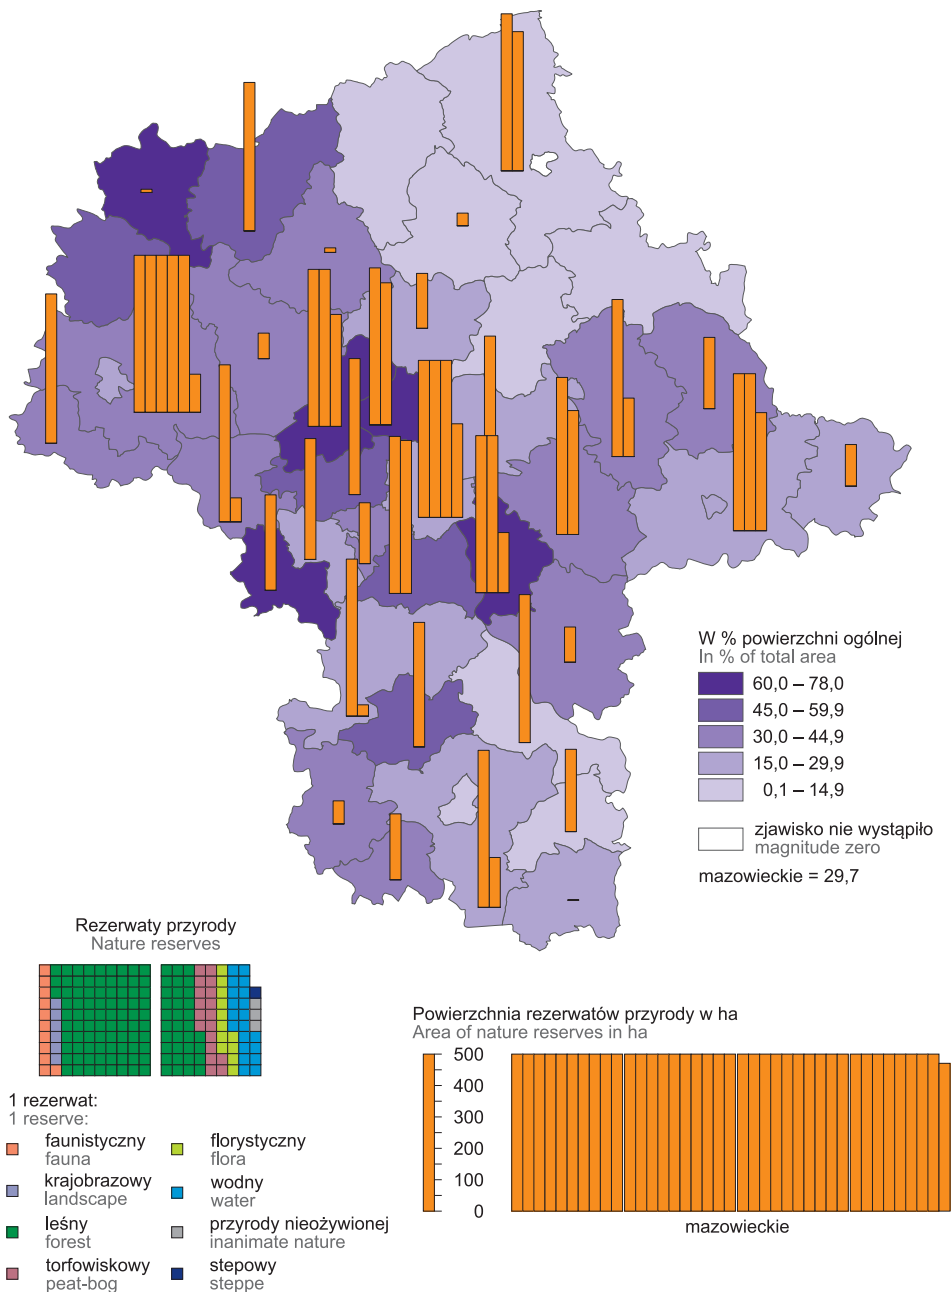 W % powierzchni ogólnej
In % of total area
60,0 – 78,0
45,0 – 59,9
30,0 – 44,9
15,0 – 29,9
0,1 – 14,9
zjawisko nie wystąpiło
magnitude zero
mazowieckie = 29,7
Rezerwaty przyrody
Nature reserves
1 rezerwat:
1 reserve:
faunistyczny
fauna
krajobrazowy
landscape
leśny
forest
torfowiskowy
peat-bog
florystyczny
flora
wodny
water
przyrody nieożywionej
inanimate nature
stepowy
steppe
Powierzchnia rezerwatów przyrody w ha
Area of nature reserves in ha
500
400
300
200
100
0
mazowieckie